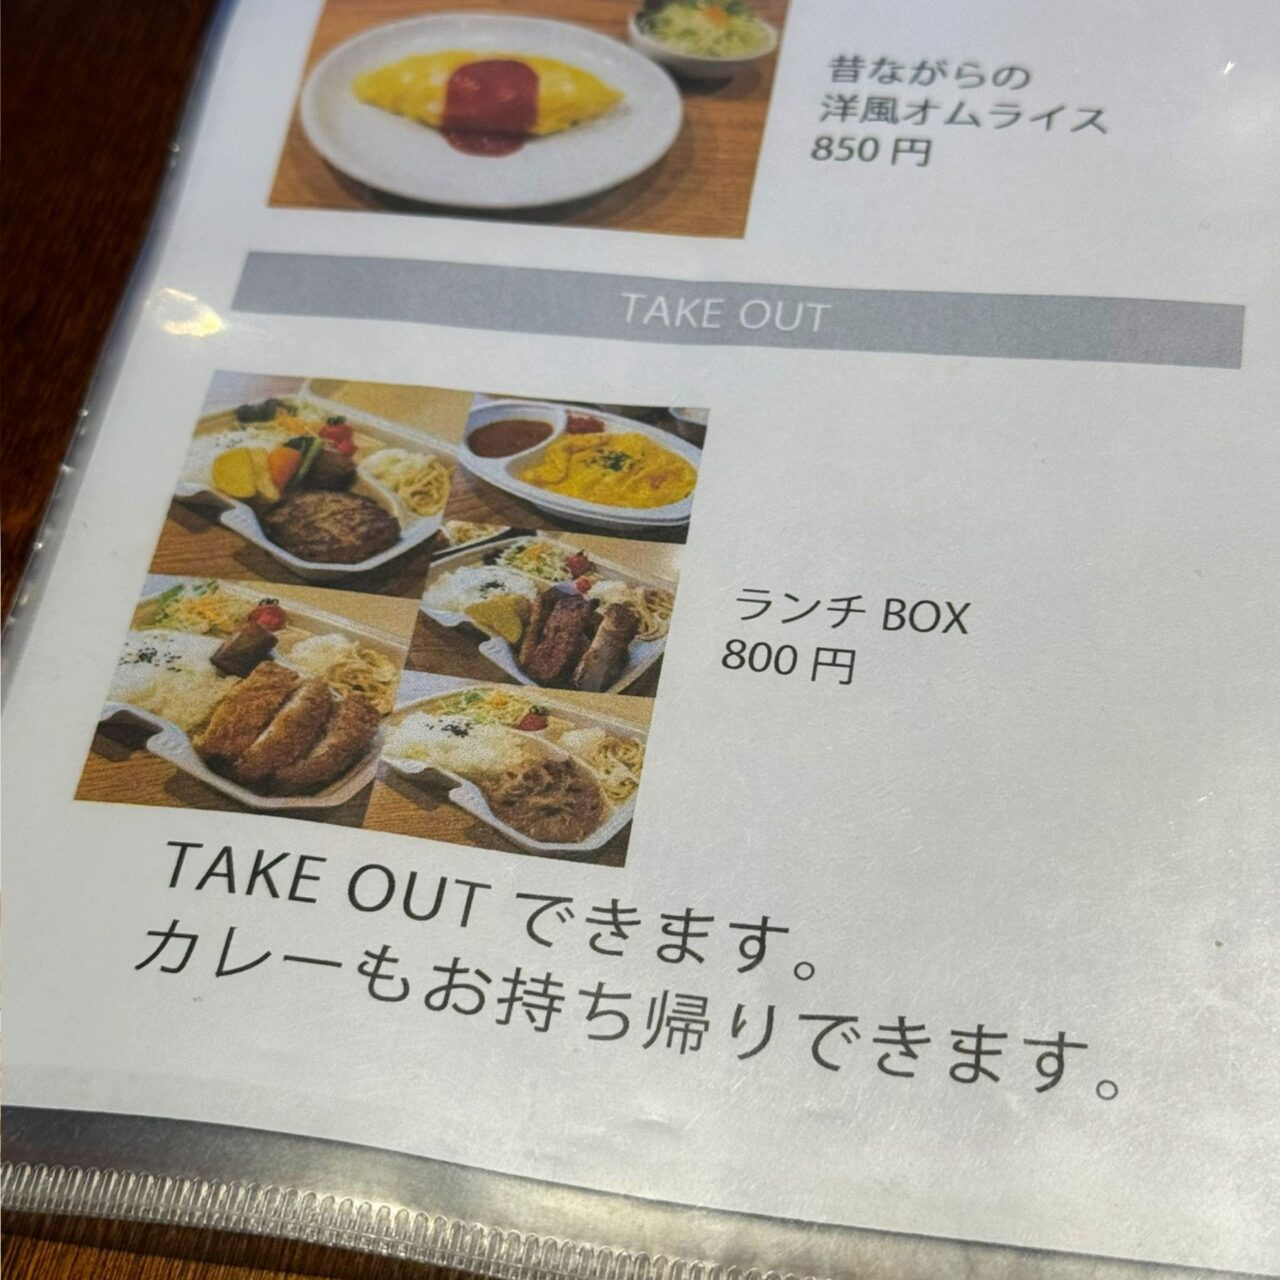 昔ながらの
洋風オムライス
850 円
TAKE OUT
ランチ BOX
800 円
TAKE OUT できます。
カレーもお持ち帰りできます。